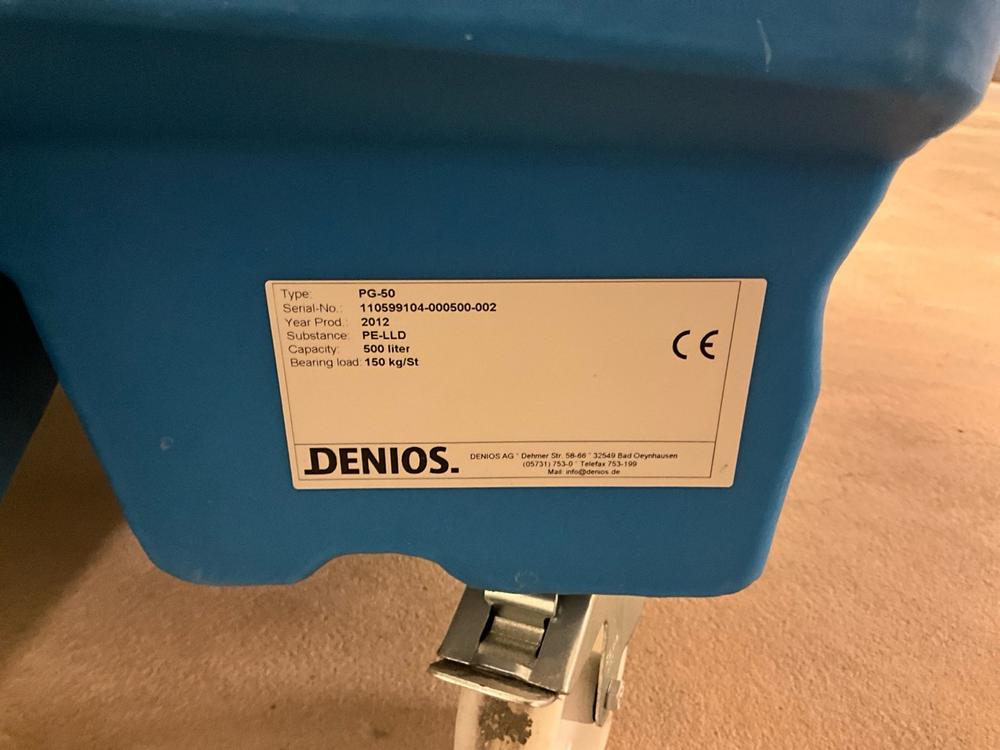 Type: PG-50
Serial-No.: 110599104-000500-002
Year Prod.: 2012
Substance: PE-LLD
Capacity: 500 liter
Bearing load: 150 kg/St
CE
DENIOS.
DENIOS AG * Dehmer Str. 58-66 * 32549 Bad Oeynhausen
(05731) 753-0 * Telefax 753-199
Mail: info@denios.de